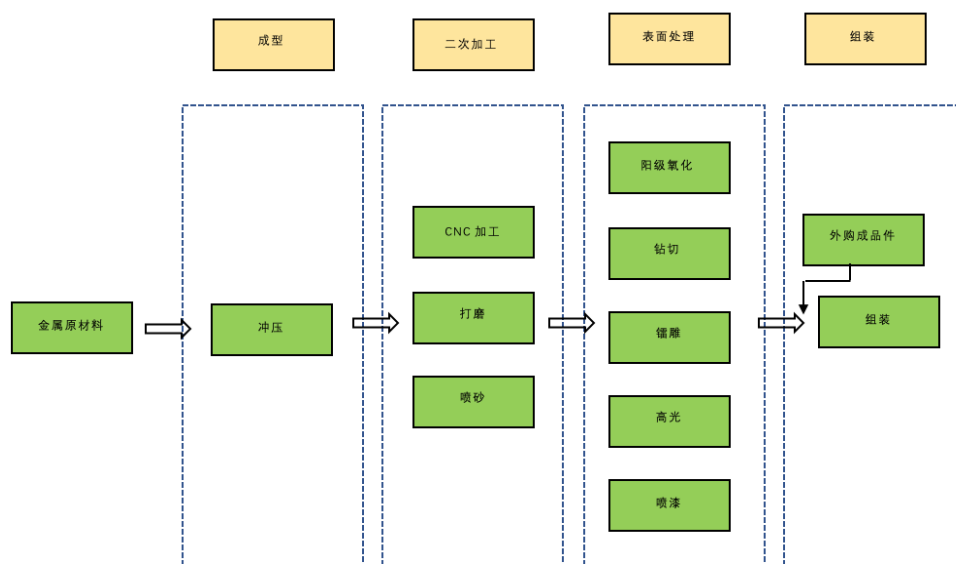 成型
二次加工
表面处理
组装
金属原材料
冲压
CNC 加工
打磨
喷砂
阳级氧化
钻切
镭雕
高光
喷漆
外购成品件
组装